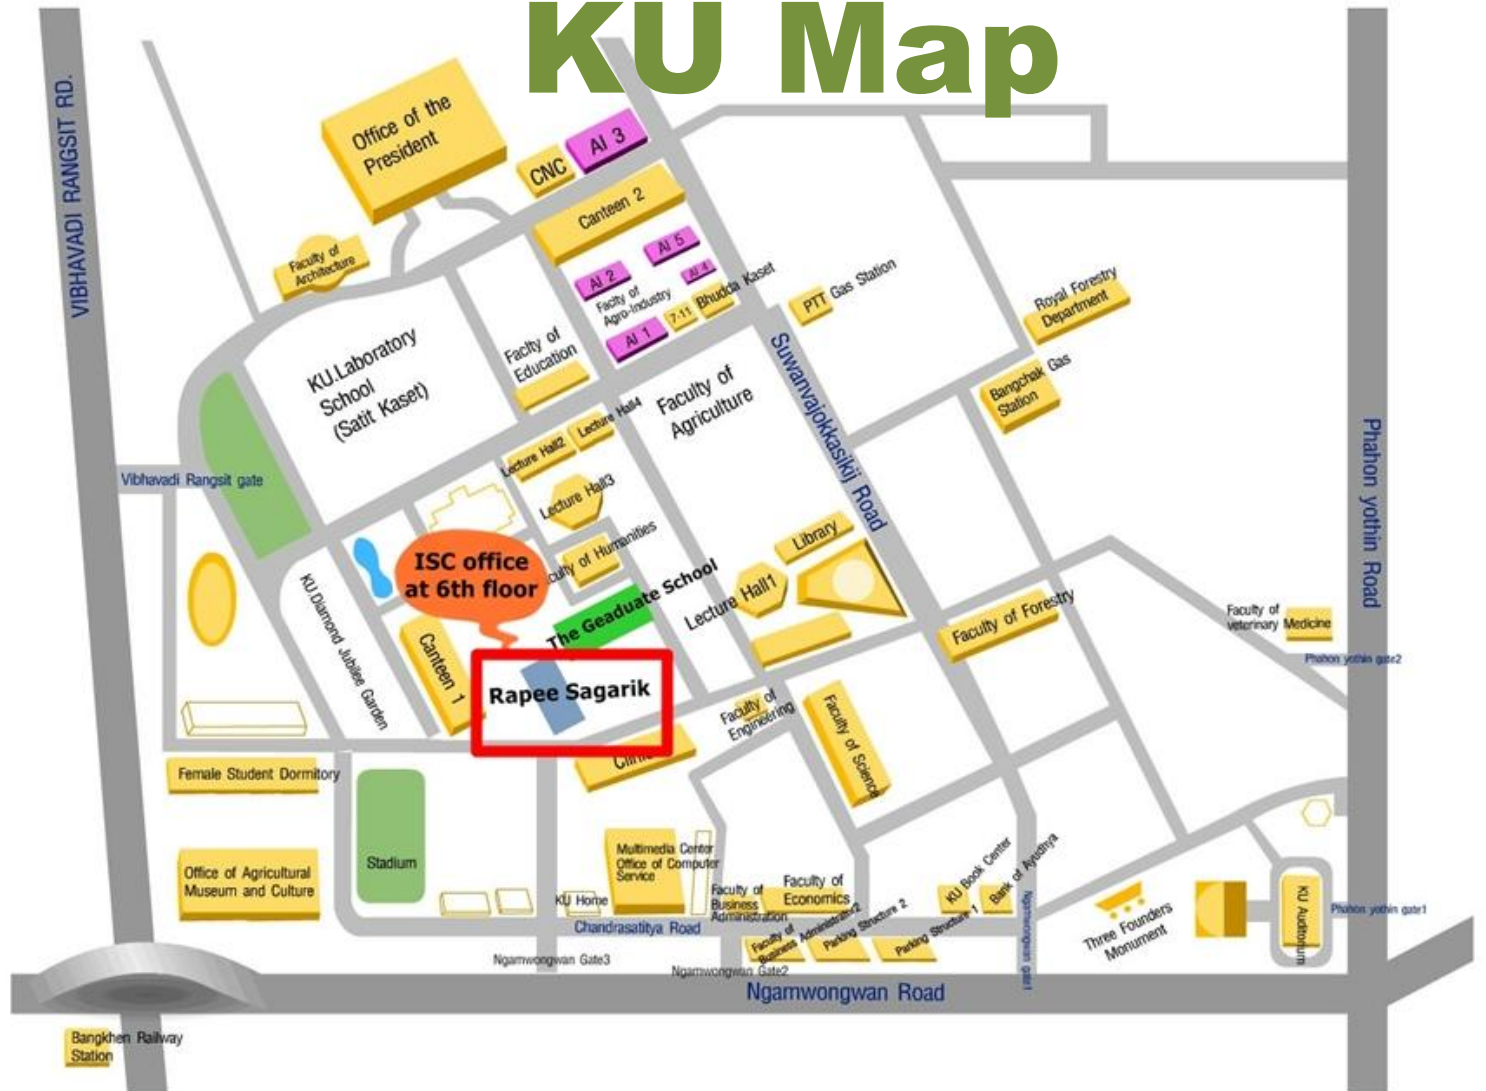 KU Map
VIBHAVADI RANGSIT RD.
Office of the
President
CNC
AI 3
Canteen 2
AI 5
AI 2
AI 4
Faclty of
Agro-Industry
Bhudda Kaset
7-11
AI 1
Faculty of
Architecture
PTT Gas Station
Royal Forestry
Department
Bangchak Gas
Station
KU.Laboratory
School
(Satit Kaset)
Faclty of
Education
Faculty of
Agriculture
Suwanvajokkasikij Road
Phahon yothin Road
Lecture Hall4
Lecture Hall2
Vibhavadi Rangsit gate
Lecture Hall3
Library
of Humanities
ISC office
at 6th floor
The Geaduate School
Lecture Hall1
KU.Diamond Jubilee Garden
Canteen 1
Faculty of Forestry
Faculty of
veterinary Medicine
Phahon yothin gate2
Rapee Sagarik
Faculty of
Engineering
Faculty of Science
Female Student Dormitory
Stadium
Office of Agricultural
Museum and Culture
Multimedia Center
Office of Computer
Service
KU Home
Faculty of
Business
Administration
Faculty of
Economics
KU Book Center
Bank of Ayudhya
Chandrasatitya Road
Faculty of
Business Administrator2
Parking Structure 2
Parking Structure-1
Ngamwongwan gate1
Three Founders
Monument
KU Auditorium
Phahon yothin gate1
Ngamwongwan Gate3
Ngamwongwan Gate2
Ngamwongwan Road
Bangkhen Railway
Station